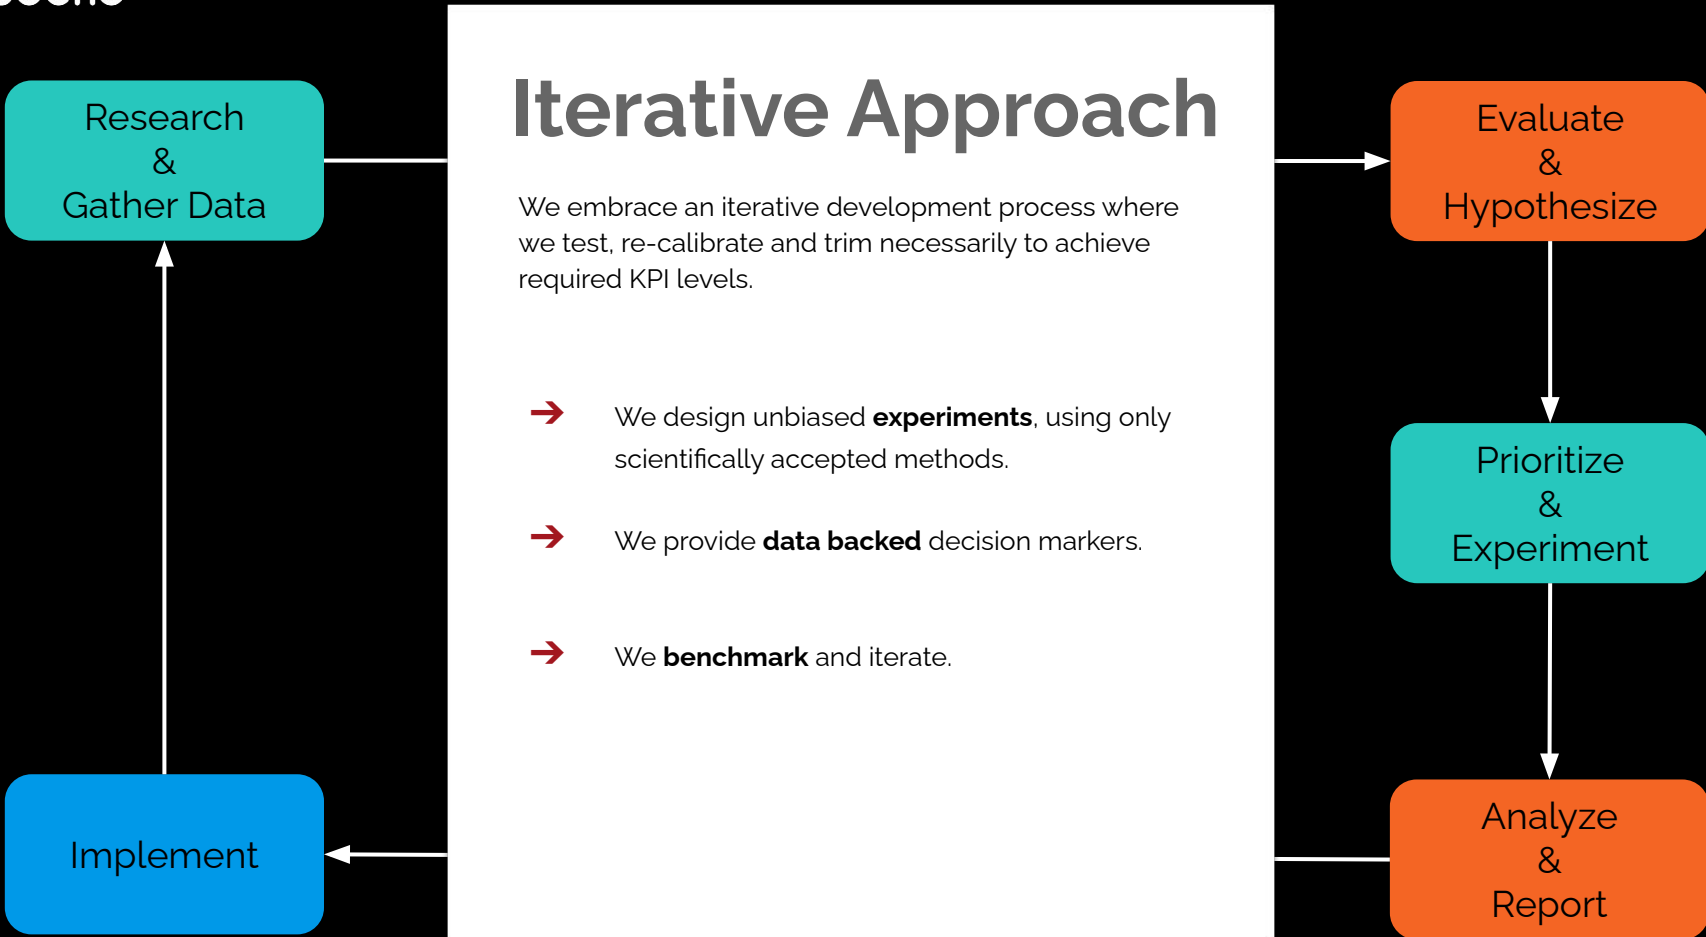 Iterative Approach
We embrace an iterative development process where
we test, re-calibrate and trim necessarily to achieve
required KPI levels.
➔ We design unbiased experiments, using only
scientifically accepted methods.
➔ We provide data backed decision markers.
➔ We benchmark and iterate.
Research
&
Gather Data
Evaluate
&
Hypothesize
Prioritize
&
Experiment
Analyze
&
Report
Implement